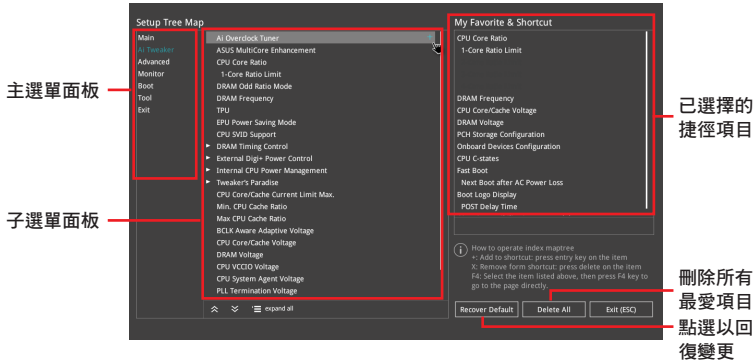 Setup Tree Map
Main
Ai Tweaker
Advanced
Monitor
Boot
Tool
Exit
Ai Overclock Tuner
ASUS MultiCore Enhancement
CPU Core Ratio
1-Core Ratio Limit
DRAM Odd Ratio Mode
DRAM Frequency
TPU
EPU Power Saving Mode
CPU SVID Support
DRAM Timing Control
External Digi+ Power Control
Internal CPU Power Management
Tweaker's Paradise
CPU Core/Cache Current Limit Max.
Min. CPU Cache Ratio
Max CPU Cache Ratio
BCLK Aware Adaptive Voltage
CPU Core/Cache Voltage
DRAM Voltage
CPU VCCIO Voltage
CPU System Agent Voltage
PLL Termination Voltage
expand all
My Favorite & Shortcut
CPU Core Ratio
1-Core Ratio Limit
DRAM Frequency
CPU Core/Cache Voltage
DRAM Voltage
PCH Storage Configuration
Onboard Devices Configuration
CPU C-states
Fast Boot
Next Boot after AC Power Loss
Boot Logo Display
POST Delay Time
How to operate index maptree
+: Add to shortcut: press entry key on the item
X: Remove form shortcut: press delete on the item
F4: Select the item listed above, then press F4 key to
go to the page directly.
Recover Default
Delete All
Exit (ESC)
主選單面板
子選單面板
已選擇的
捷徑項目
刪除所有
最愛項目
點選以回
復變更